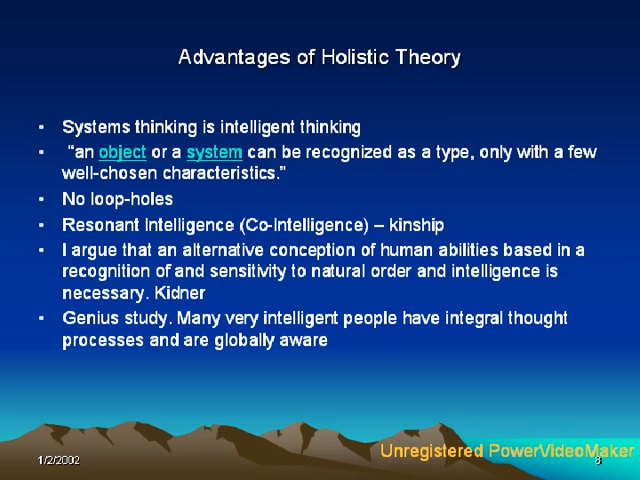 Advantages of Holistic Theory
• Systems thinking is intelligent thinking
• “an object or a system can be recognized as a type, only with a few
well-chosen characteristics.”
• No loop-holes
• Resonant Intelligence (Co-Intelligence) – kinship
• I argue that an alternative conception of human abilities based in a
recognition of and sensitivity to natural order and intelligence is
necessary. Kidner
• Genius study. Many very intelligent people have integral thought
processes and are globally aware
Unregistered PowerVideoMaker
1/2/2002
8